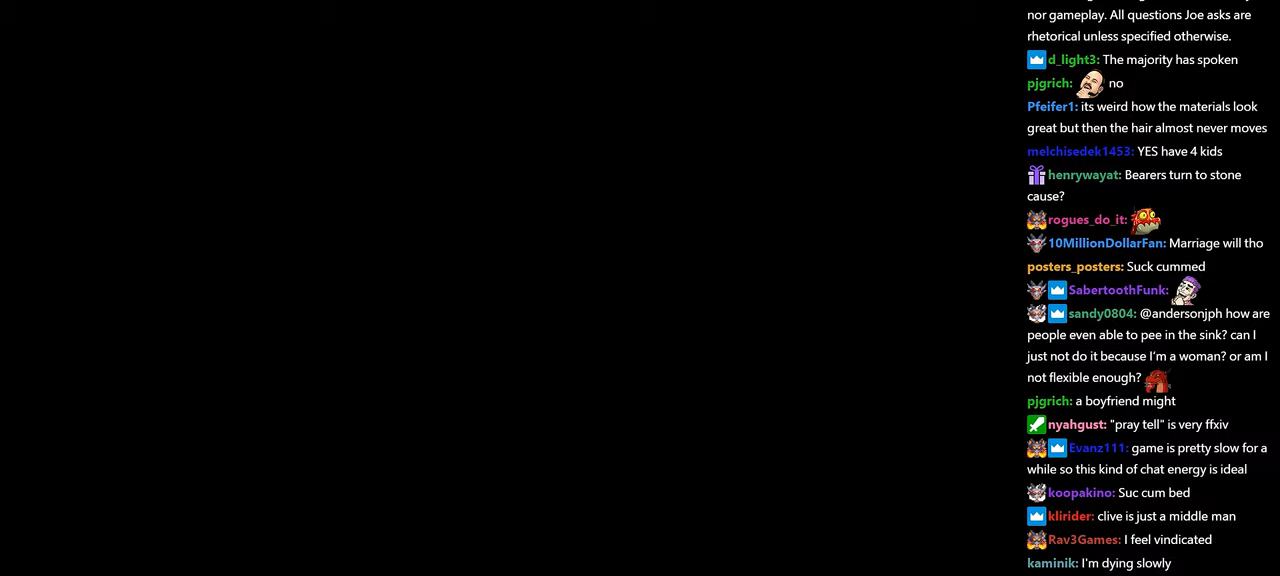 nor gameplay. All questions Joe asks are
rhetorical unless specified otherwise.
d_light3: The majority has spoken
pjgrich: no
Pfeifer1: its weird how the materials look
great but then the hair almost never moves
melchisedek1453: YES have 4 kids
henrywayat: Bearers turn to stone
cause?
rogues_do_it:
10MillionDollarFan: Marriage will tho
posters_posters: Suck cummed
SabertoothFunk:
sandy0804: @andersonjph how are
people even able to pee in the sink? can I
just not do it because I'm a woman? or am I
not flexible enough?
pjgrich: a boyfriend might
nyahgust: "pray tell" is very ffxiv
Evanz111: game is pretty slow for a
while so this kind of chat energy is ideal
koopakino: Suc cum bed
klirider: clive is just a middle man
Rav3Games: I feel vindicated
kaminik: I'm dying slowly